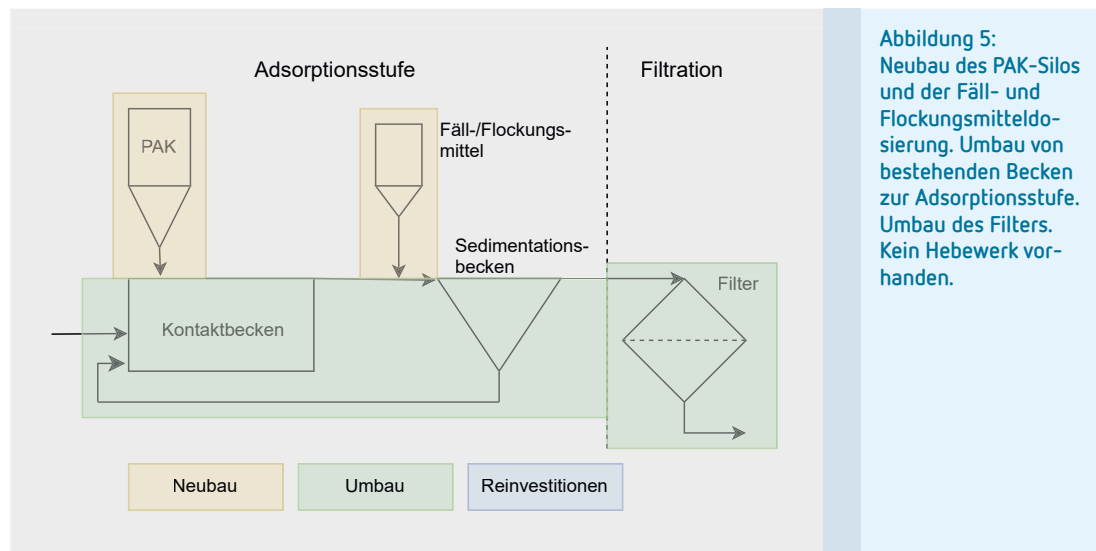 Adsorptionsstufe
Filtration
PAK
Fäll-/Flockungs-
mittel
Sedimentations-
becken
Kontaktbecken
Filter
Neubau
Umbau
Reinvestitionen
Abbildung 5:
Neubau des PAK-Silos
und der Fäll- und
Flockungsmitteldo-
sierung. Umbau von
bestehenden Becken
zur Adsorptionsstufe.
Umbau des Filters.
Kein Hebewerk vor-
handen.